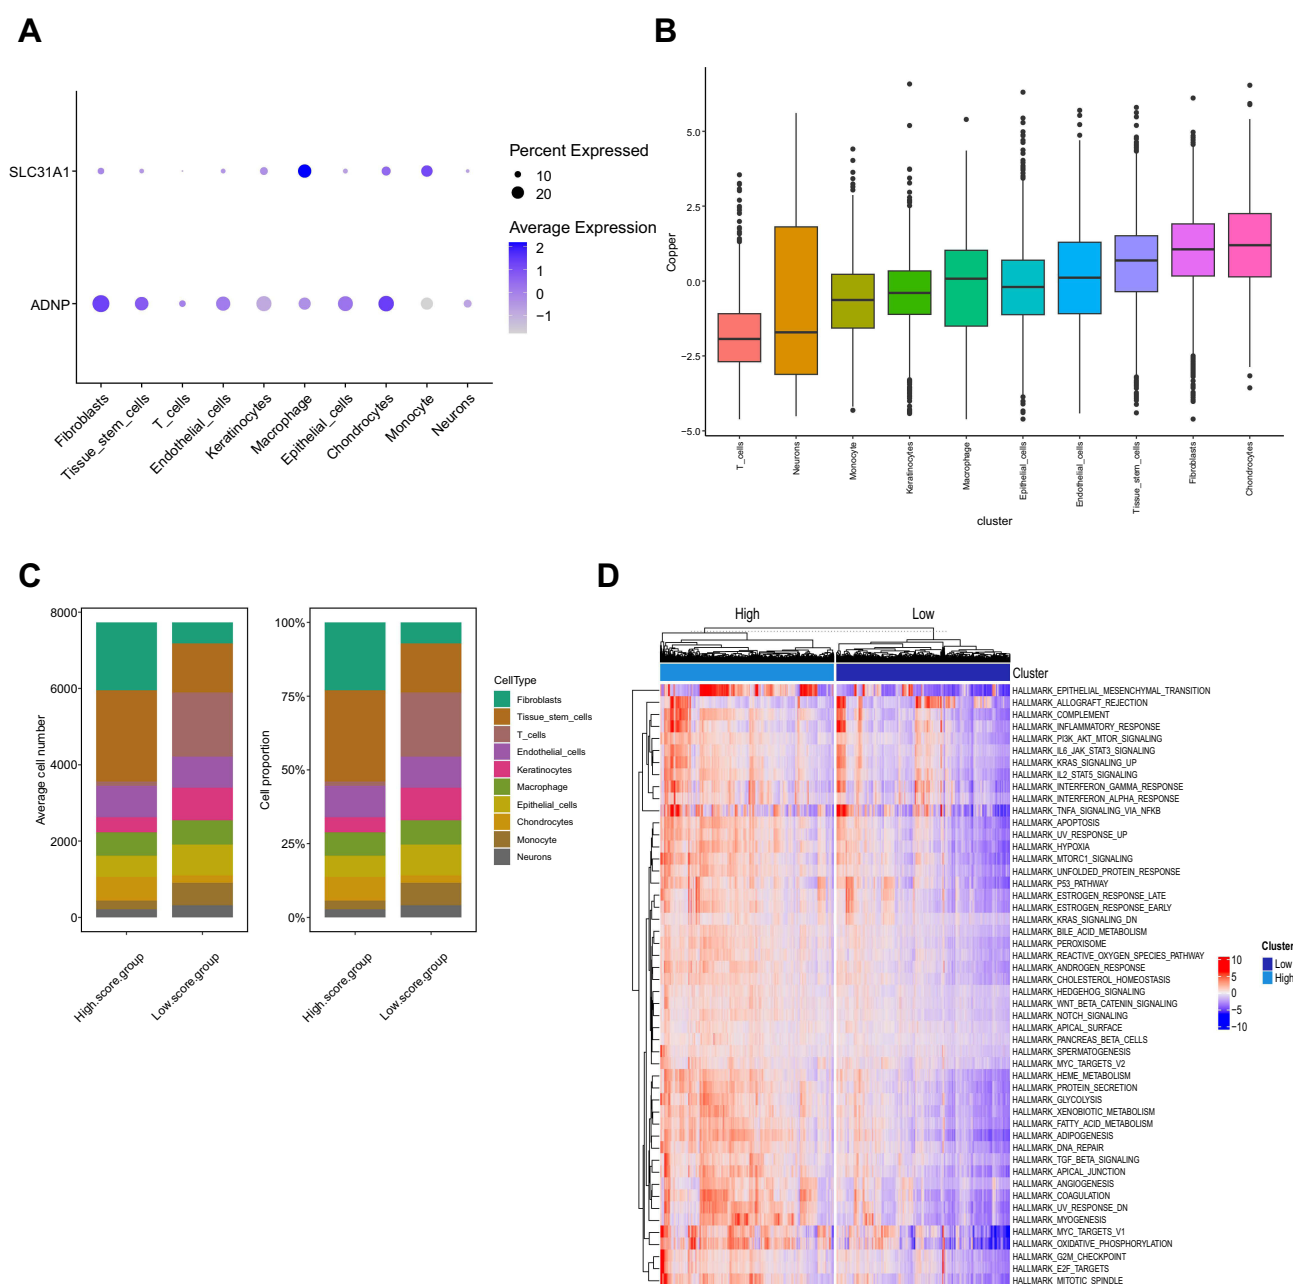 A
SLC31A1
ADNP
Fibroblasts
Tissue_stem_cells
T_cells
Endothelial_cells
Keratinocytes
Macrophage
Epithelial_cells
Chondrocytes
Monocyte
Neurons
Percent Expressed
10
20
Average Expression
2
1
0
−1
B
Copper
5.0
2.5
0.0
−2.5
−5.0
T_cells
Neurons
Monocyte
Keratinocytes
Macrophage
Epithelial_cells
Endothelial_cells
Tissue_stem_cells
Fibroblasts
Chondrocytes
cluster
C
Average cell number
8000
6000
4000
2000
0
High.score.group
Low.score.group
Cell proportion
100%
75%
50%
25%
0%
High.score.group
Low.score.group
CellType
Fibroblasts
Tissue_stem_cells
T_cells
Endothelial_cells
Keratinocytes
Macrophage
Epithelial_cells
Chondrocytes
Monocyte
Neurons
D
High
Low
Cluster
HALLMARK_EPITHELIAL_MESENCHYMAL_TRANSITION
HALLMARK_ALLOGRAFT_REJECTION
HALLMARK_COMPLEMENT
HALLMARK_INFLAMMATORY_RESPONSE
HALLMARK_PI3K_AKT_MTOR_SIGNALING
HALLMARK_IL6_JAK_STAT3_SIGNALING
HALLMARK_KRAS_SIGNALING_UP
HALLMARK_IL2_STAT5_SIGNALING
HALLMARK_INTERFERON_GAMMA_RESPONSE
HALLMARK_INTERFERON_ALPHA_RESPONSE
HALLMARK_TNFA_SIGNALING_VIA_NFKB
HALLMARK_APOPTOSIS
HALLMARK_UV_RESPONSE_UP
HALLMARK_HYPOXIA
HALLMARK_MTORC1_SIGNALING
HALLMARK_UNFOLDED_PROTEIN_RESPONSE
HALLMARK_P53_PATHWAY
HALLMARK_ESTROGEN_RESPONSE_LATE
HALLMARK_ESTROGEN_RESPONSE_EARLY
HALLMARK_KRAS_SIGNALING_DN
HALLMARK_BILE_ACID_METABOLISM
HALLMARK_PEROXISOME
HALLMARK_REACTIVE_OXYGEN_SPECIES_PATHWAY
HALLMARK_ANDROGEN_RESPONSE
HALLMARK_CHOLESTEROL_HOMEOSTASIS
HALLMARK_HEDGEHOG_SIGNALING
HALLMARK_WNT_BETA_CATENIN_SIGNALING
HALLMARK_NOTCH_SIGNALING
HALLMARK_APICAL_SURFACE
HALLMARK_PANCREAS_BETA_CELLS
HALLMARK_SPERMATOGENESIS
HALLMARK_MYC_TARGETS_V2
HALLMARK_HEME_METABOLISM
HALLMARK_PROTEIN_SECRETION
HALLMARK_GLYCOLYSIS
HALLMARK_XENOBIOTIC_METABOLISM
HALLMARK_FATTY_ACID_METABOLISM
HALLMARK_ADIPOGENESIS
HALLMARK_DNA_REPAIR
HALLMARK_TGF_BETA_SIGNALING
HALLMARK_APICAL_JUNCTION
HALLMARK_ANGIOGENESIS
HALLMARK_COAGULATION
HALLMARK_UV_RESPONSE_DN
HALLMARK_MYOGENESIS
HALLMARK_MYC_TARGETS_V1
HALLMARK_OXIDATIVE_PHOSPHORYLATION
HALLMARK_G2M_CHECKPOINT
HALLMARK_E2F_TARGETS
HALLMARK_MITOTIC_SPINDLE
10
5
0
−5
−10
Cluster
Low
High